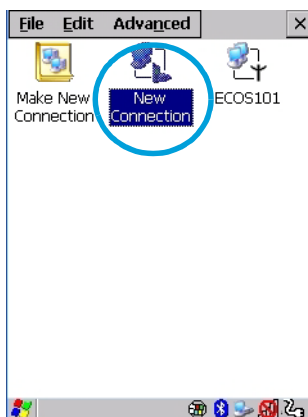 File Edit Advanced ×
Make New Connection
New Connection
ECOS101